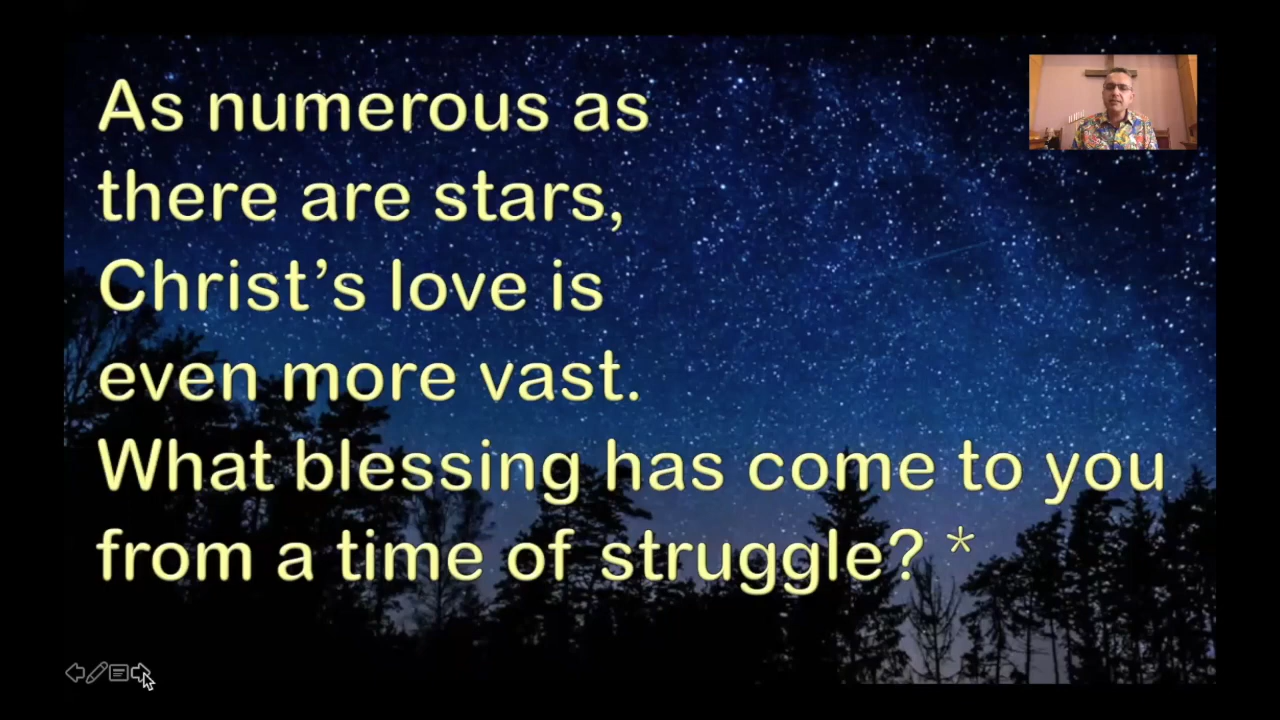 As numerous as
there are stars,
Christ’s love is
even more vast.
What blessing has come to you
from a time of struggle? *